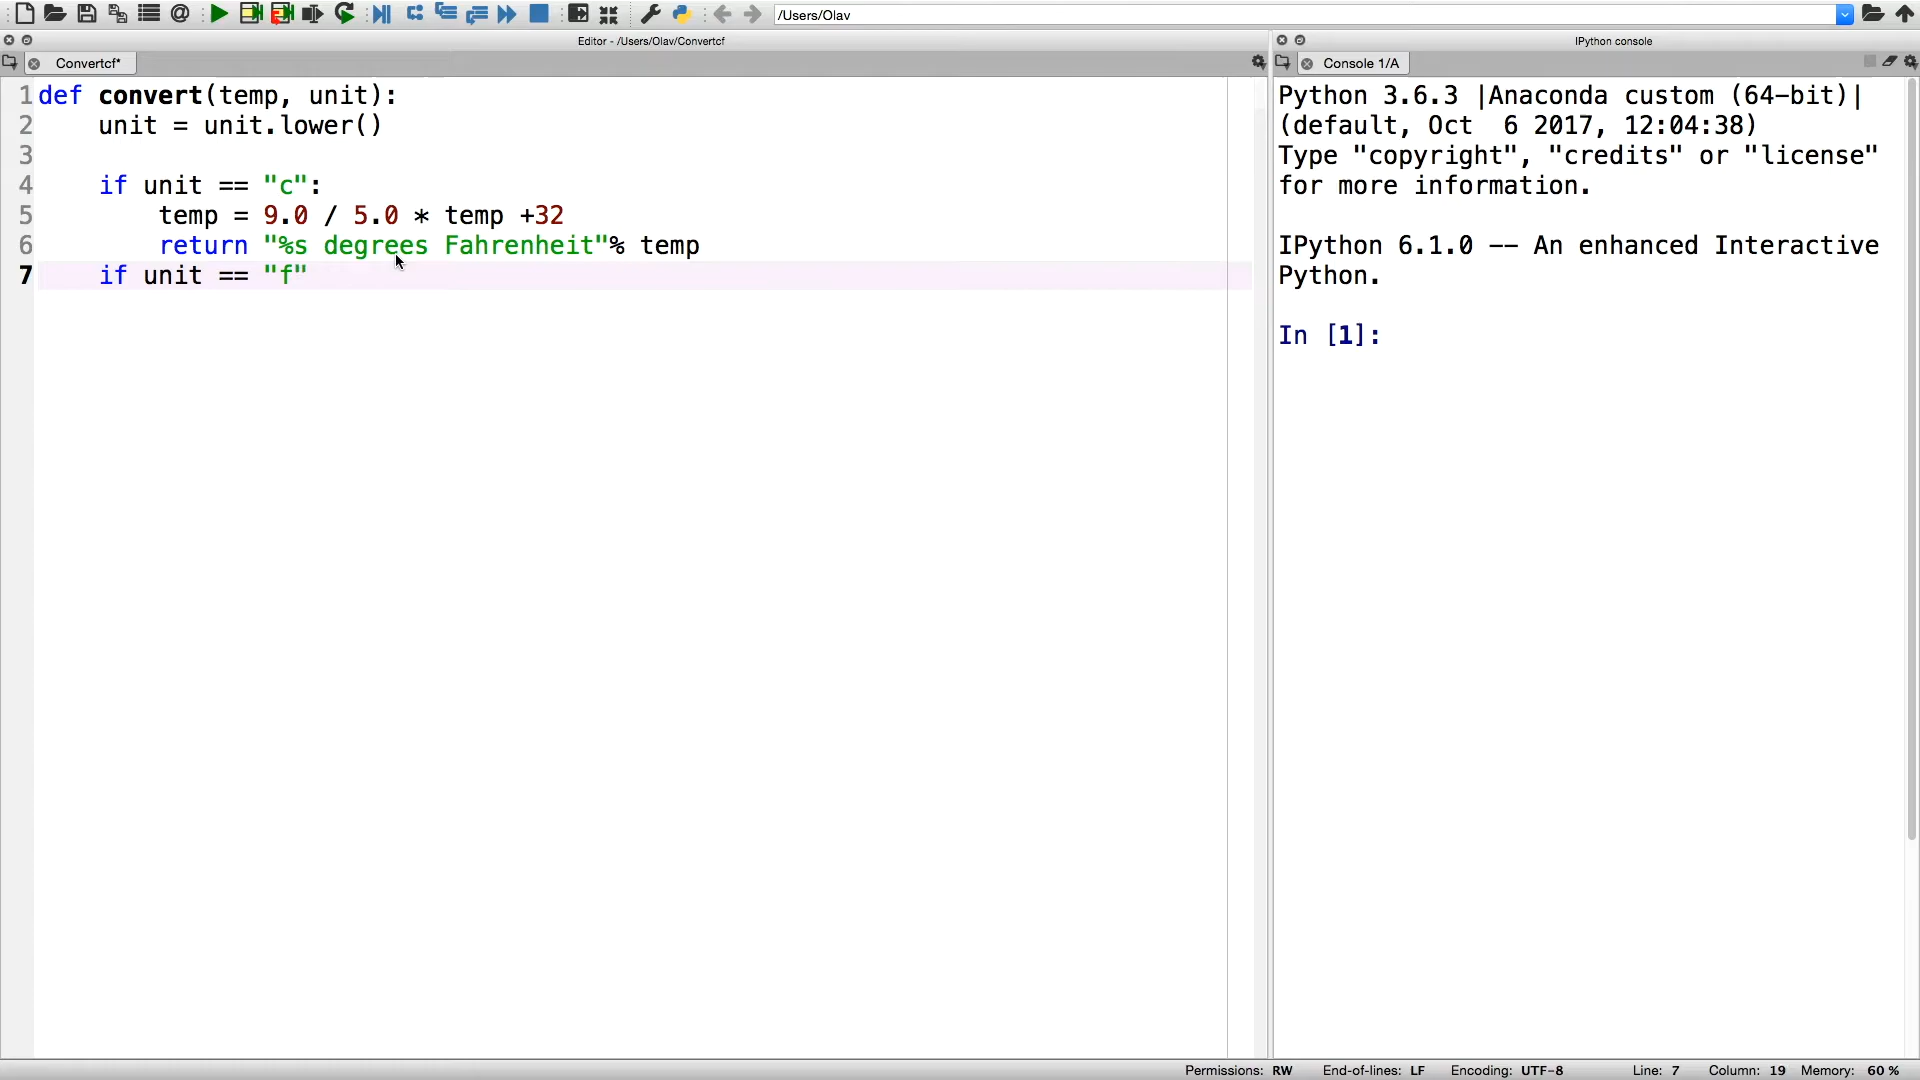 /Users/Olav
Editor - /Users/Olav/Convertcf
IPython console
Convertcf*
Console 1/A
1 def convert(temp, unit):
2     unit = unit.lower()
3
4     if unit == "c":
5         temp = 9.0 / 5.0 * temp +32
6         return "%s degrees Fahrenheit"% temp
7     if unit == "f"
Python 3.6.3 |Anaconda custom (64-bit)|
(default, Oct  6 2017, 12:04:38)
Type "copyright", "credits" or "license"
for more information.
IPython 6.1.0 -- An enhanced Interactive
Python.
In [1]:
Permissions: RW End-of-lines: LF Encoding: UTF-8 Line: 7 Column: 19 Memory: 60 %